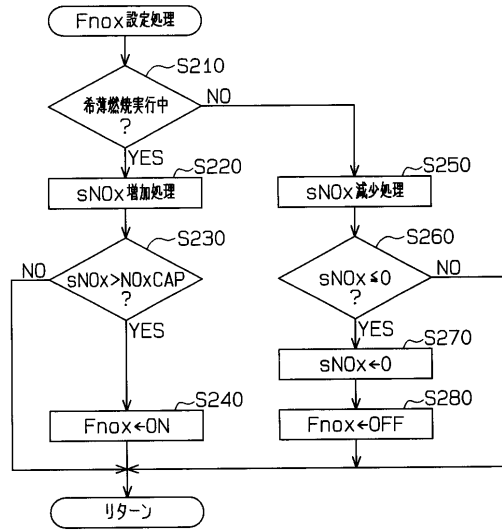 Fnox設定処理
S210
希薄燃焼実行中
?
NO
YES
S220
sNOx増加処理
S230
NO
sNOx>NOxCAP
?
YES
S240
Fnox←ON
S250
sNOx減少処理
S260
sNOx≦0
?
NO
YES
S270
sNOx←0
S280
Fnox←OFF
リターン